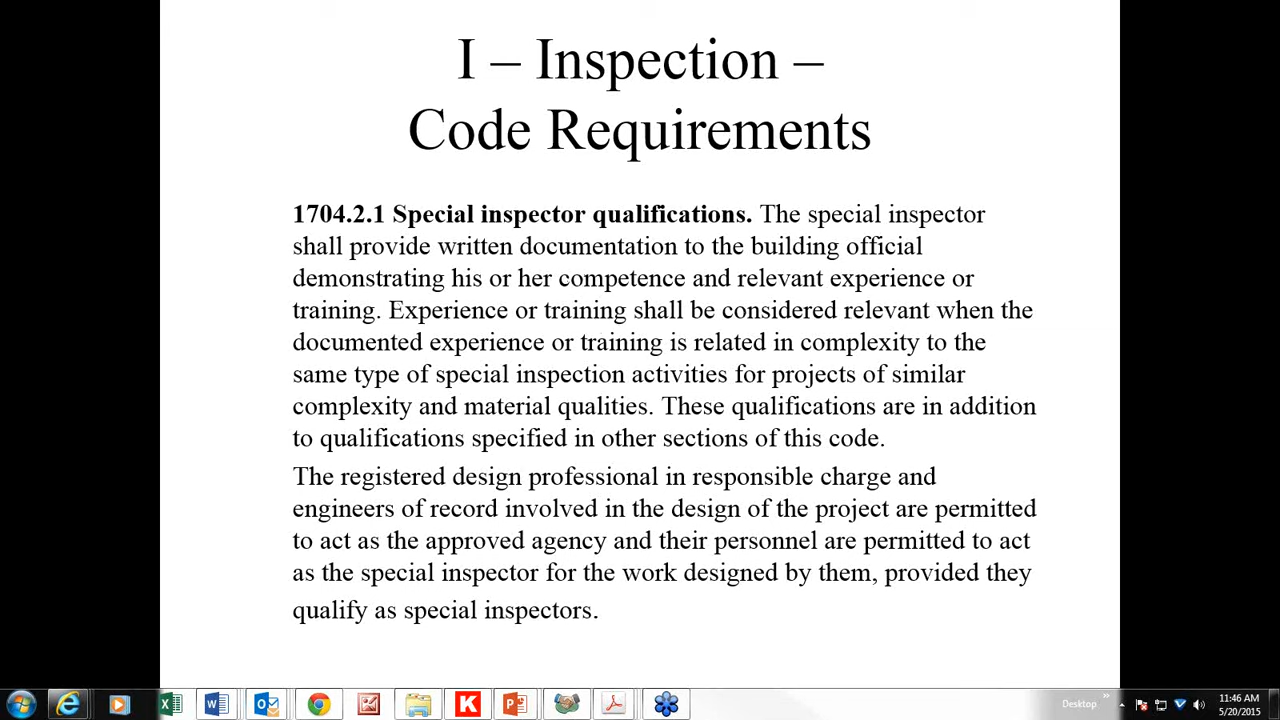 I – Inspection –
Code Requirements
1704.2.1 Special inspector qualifications. The special inspector
shall provide written documentation to the building official
demonstrating his or her competence and relevant experience or
training. Experience or training shall be considered relevant when the
documented experience or training is related in complexity to the
same type of special inspection activities for projects of similar
complexity and material qualities. These qualifications are in addition
to qualifications specified in other sections of this code.
The registered design professional in responsible charge and
engineers of record involved in the design of the project are permitted
to act as the approved agency and their personnel are permitted to act
as the special inspector for the work designed by them, provided they
qualify as special inspectors.
Desktop
11:46 AM
5/20/2015